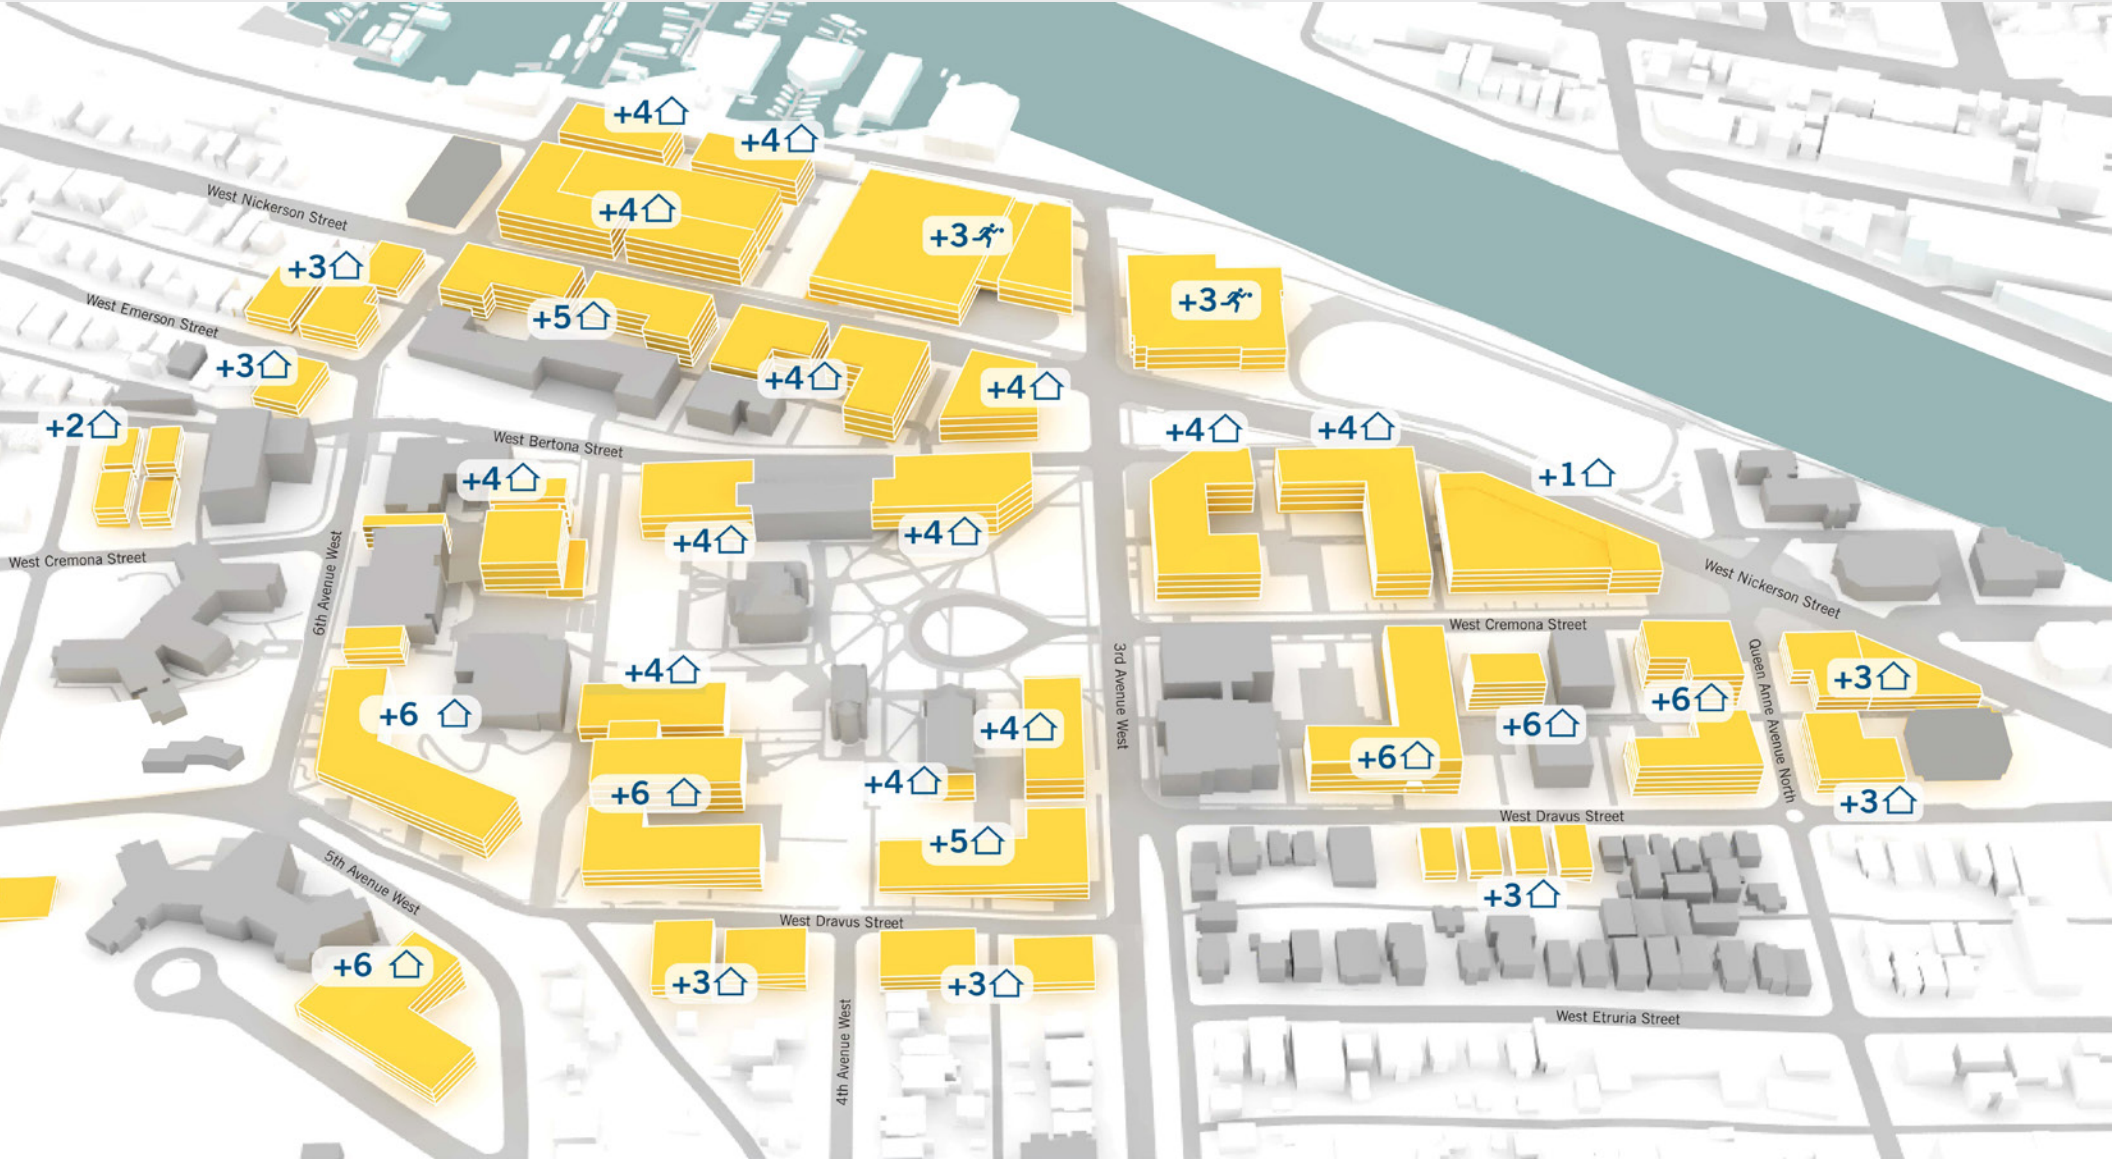 +4
+4
West Nickerson Street
+4
+3
+3
+3
West Emerson Street
+5
+3
+4
+4
+2
West Bertona Street
+4
+4
+4
+1
+4
+4
West Cremona Street
6th Avenue West
West Nickerson Street
West Cremona Street
+4
3rd Avenue West
Queen Anne Avenue North
+3
+6
+6
+4
+6
+6
+4
+6
+3
West Dravus Street
+5
5th Avenue West
+3
West Dravus Street
+6
+3
+3
4th Avenue West
West Etruria Street